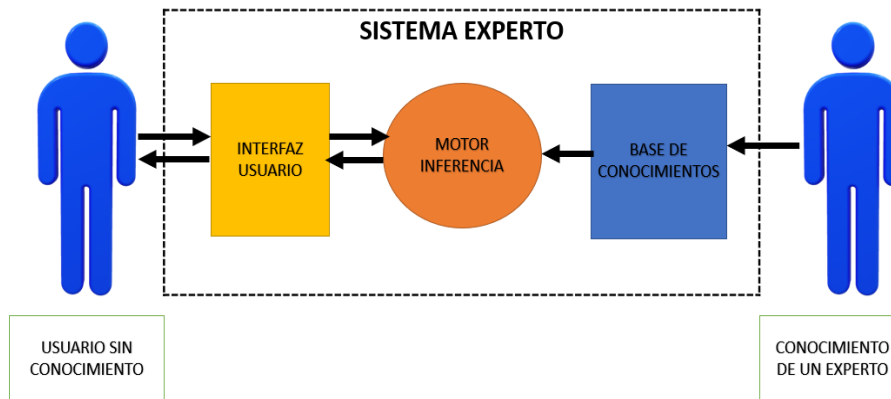 SISTEMA EXPERTO
INTERFAZ
USUARIO
MOTOR
INFERENCIA
BASE DE
CONOCIMIENTOS
USUARIO SIN
CONOCIMIENTO
CONOCIMIENTO
DE UN EXPERTO